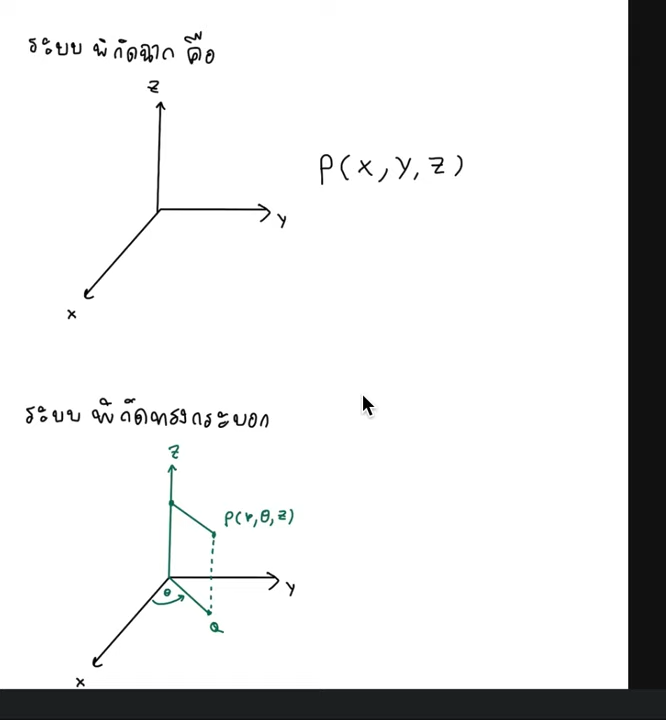 ระบบ พิกัดฉาก คือ
Z
P(x,y,z)
y
x
ระบบ พิกัดทรงกระบอก
Z
P(r,θ,z)
θ
y
Q
x